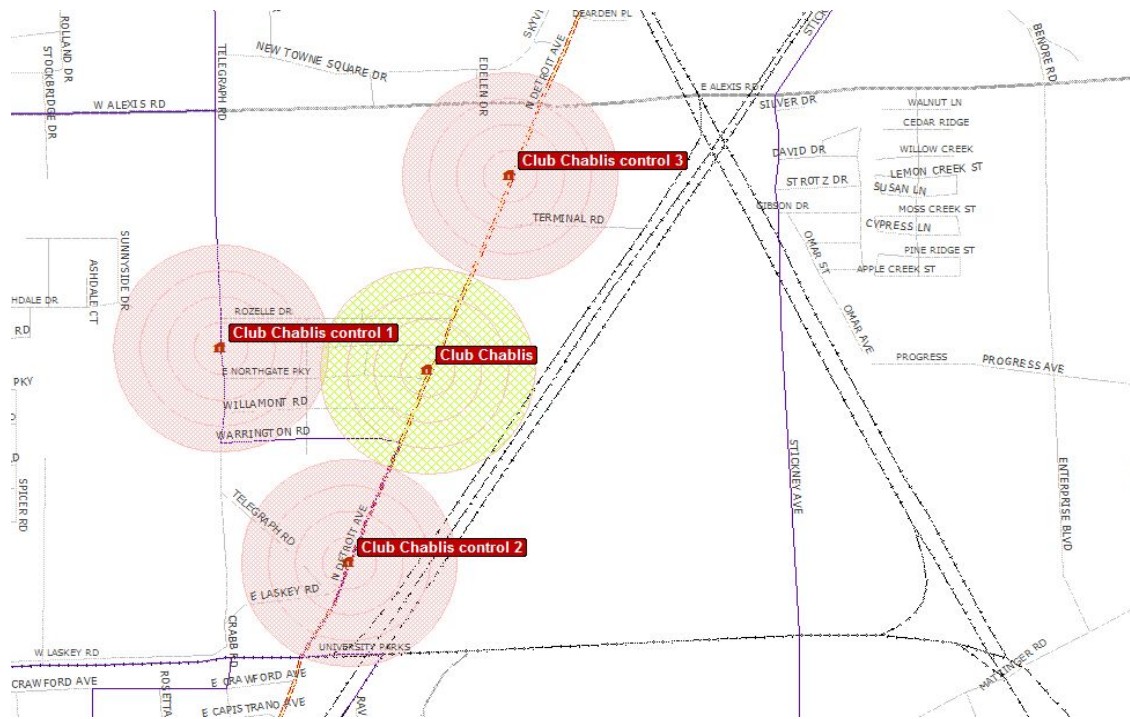 DEARDEN PL
ROLLAND DR
STOCKBRIDGE DR
TELEGRAPH RD
NEW TOWNE SQUARE DR
EDELEN DR
N DETROIT AVE
BENORE RD
W ALEXIS RD
E ALEXIS RD
SILVER DR
WALNUT LN
CEDAR RIDGE
DAVID DR
WILLOW CREEK
LEMON CREEK ST
STROTZ DR
SUSAN LN
GIBSON DR
MOSS CREEK ST
CYPRESS LN
OMAR ST
PINE RIDGE ST
APPLE CREEK ST
Club Chablis control 3
TERMINAL RD
SUNNYSIDE DR
ASHDALE CT
HDALE DR
RD
ROZELLE DR
Club Chablis control 1
Club Chablis
OMAR AVE
PROGRESS
PROGRESS AVE
PKY
E NORTHGATE PKY
WILLAMONT RD
WARRINGTON RD
D
SPICER RD
STICKNEY AVE
ENTERPRISE BLVD
TELEGRAPH RD
N DETROIT AVE
Club Chablis control 2
E LASKEY RD
CRABB RD
UNIVERSITY PARKS
W LASKEY RD
MATZINGER RD
CRAWFORD AVE
ROSETTA
E CRAWFORD AVE
E CAPISTRANO AVE
RAV